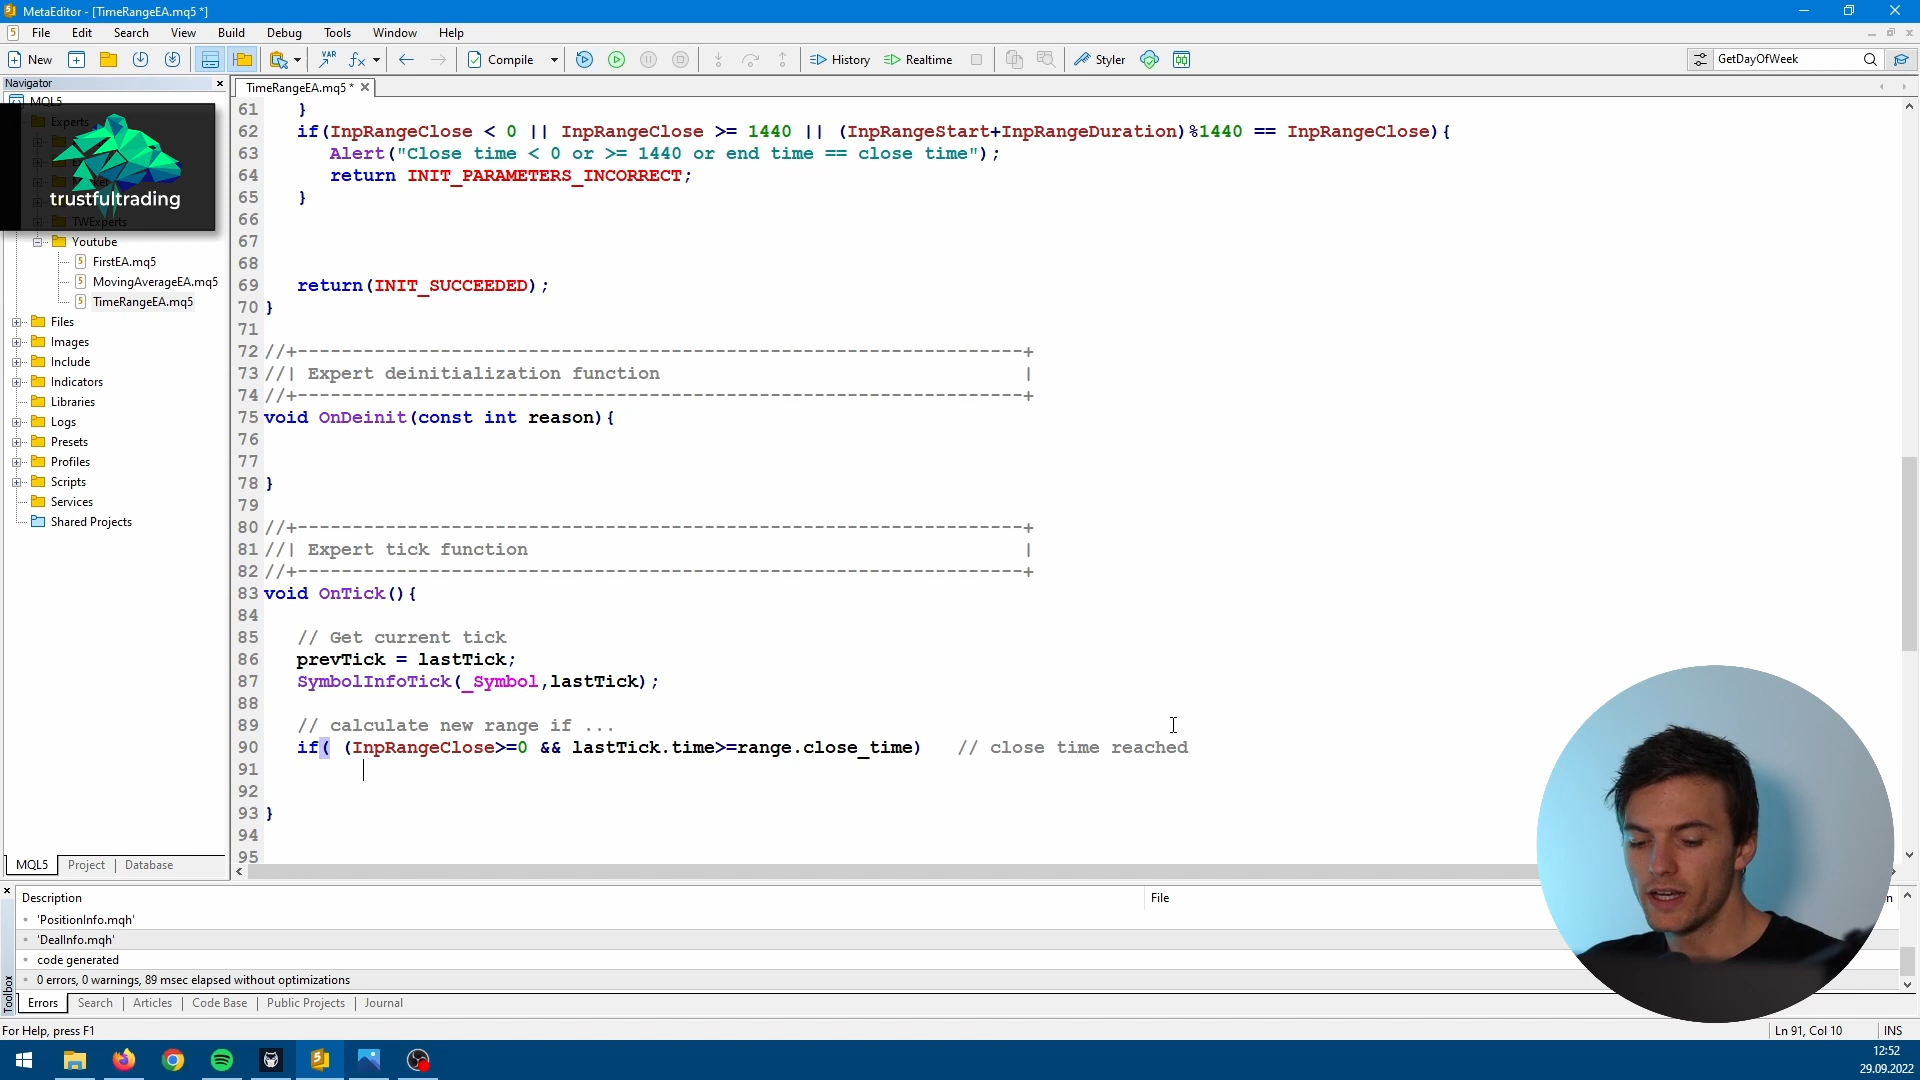 MetaEditor - [TimeRangeEA.mq5 *]
File Edit Search View Build Debug Tools Window Help
New VAR Compile History Realtime Styler GetDayOfWeek
Navigator
TimeRangeEA.mq5 *
MQL5
Experts
trustfultrading
TWExperts
Youtube
FirstEA.mq5
MovingAverageEA.mq5
TimeRangeEA.mq5
Files
Images
Include
Indicators
Libraries
Logs
Presets
Profiles
Scripts
Services
Shared Projects
MQL5 Project Database
61 }
62 if(InpRangeClose < 0 || InpRangeClose >= 1440 || (InpRangeStart+InpRangeDuration)%1440 == InpRangeClose){
63 Alert("Close time < 0 or >= 1440 or end time == close time");
64 return INIT_PARAMETERS_INCORRECT;
65 }
66
67
68
69 return(INIT_SUCCEEDED);
70 }
71
72 //+------------------------------------------------------------------+
73 //| Expert deinitialization function |
74 //+------------------------------------------------------------------+
75 void OnDeinit(const int reason){
76
77
78 }
79
80 //+------------------------------------------------------------------+
81 //| Expert tick function |
82 //+------------------------------------------------------------------+
83 void OnTick(){
84
85 // Get current tick
86 prevTick = lastTick;
87 SymbolInfoTick(_Symbol,lastTick);
88
89 // calculate new range if ...
90 if( (InpRangeClose>=0 && lastTick.time>=range.close_time) // close time reached
91
92
93 }
94
95
Description File
'PositionInfo.mqh'
'DealInfo.mqh'
code generated
0 errors, 0 warnings, 89 msec elapsed without optimizations
Toolbox
Errors Search Articles Code Base Public Projects Journal
For Help, press F1 Ln 91, Col 10 INS
12:52
29.09.2022